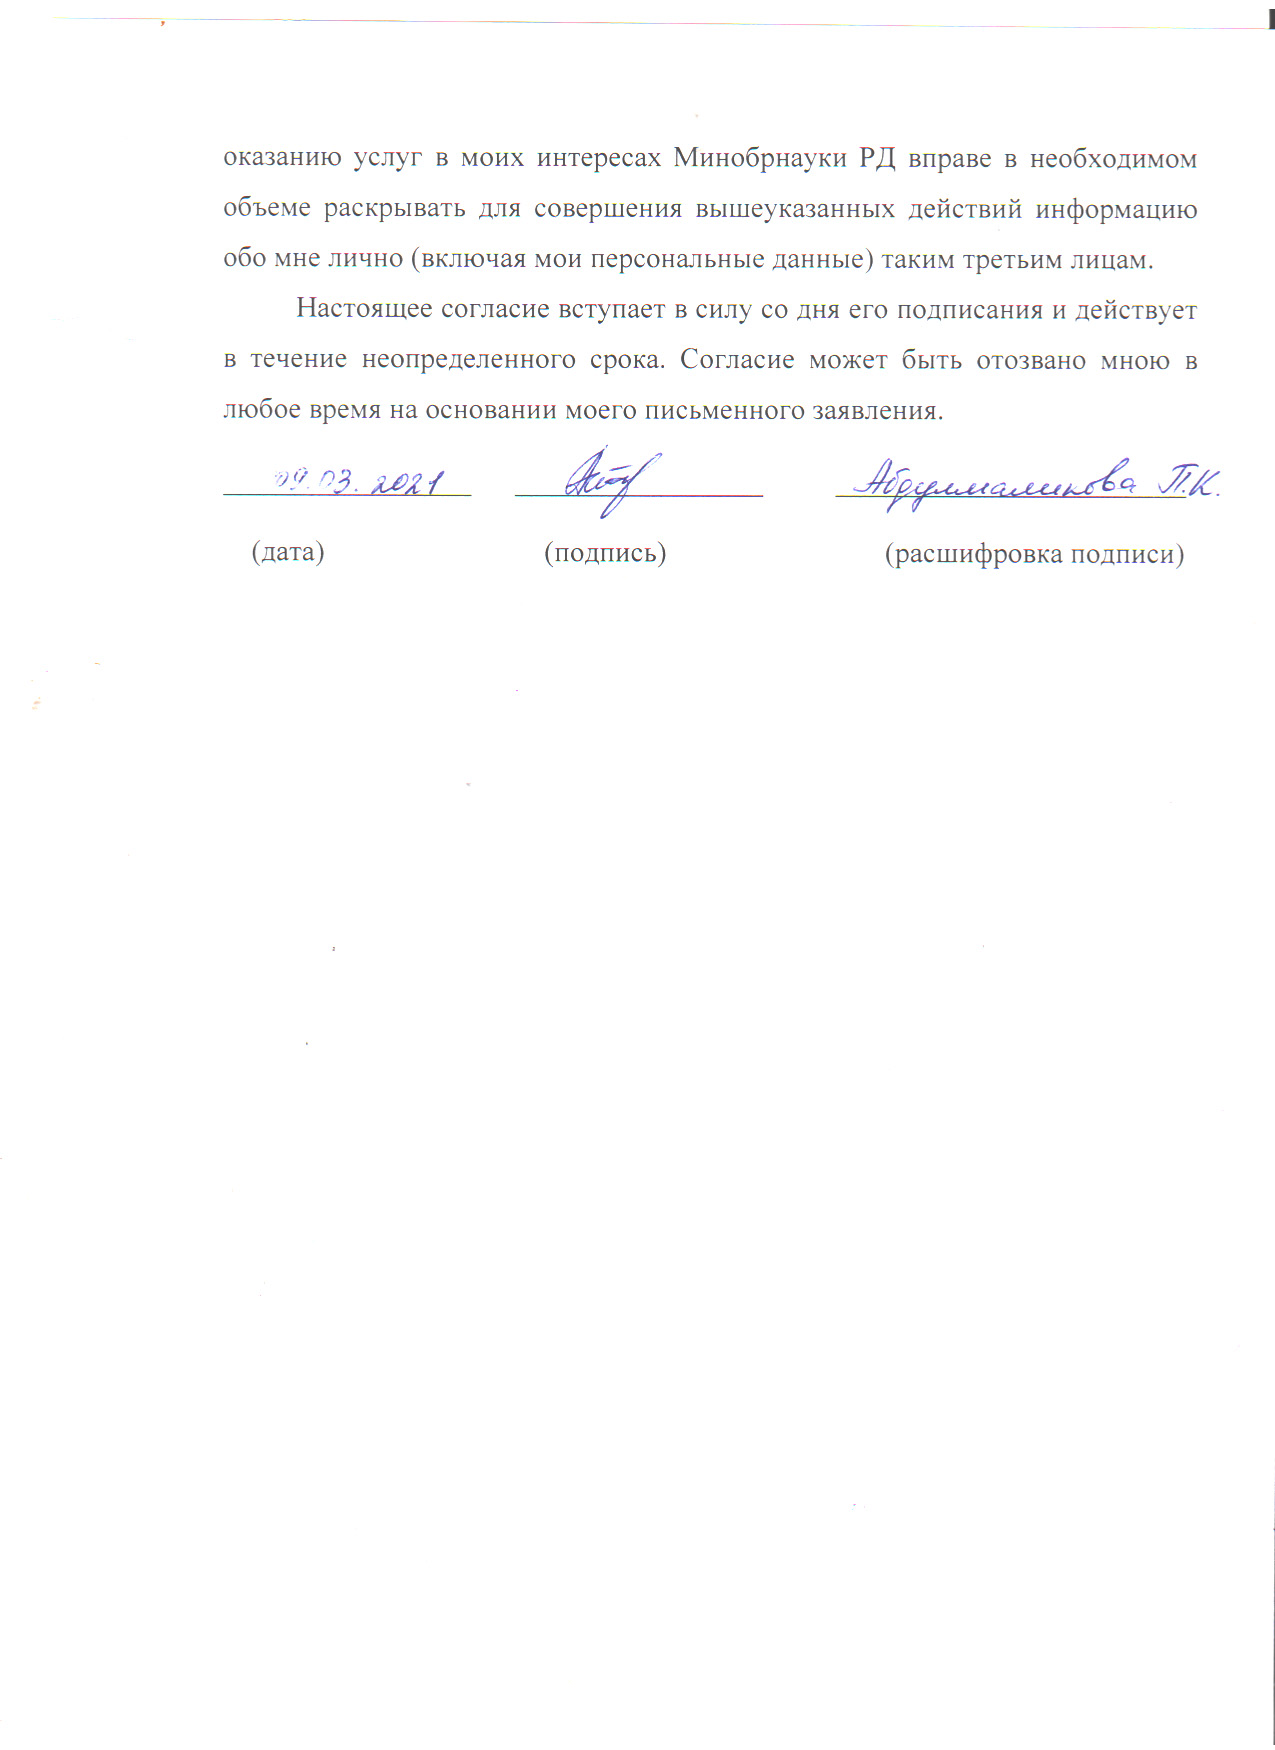 оказанию услуг в моих интересах Минобрнауки РД вправе в необходимом
объеме раскрывать для совершения вышеуказанных действий информацию
обо мне лично (включая мои персональные данные) таким третьим лицам.
Настоящее согласие вступает в силу со дня его подписания и действует
в течение неопределенного срока. Согласие может быть отозвано мною в
любое время на основании моего письменного заявления.
09.03.2021 Абдулмаликова П.К.
(дата) (подпись) (расшифровка подписи)